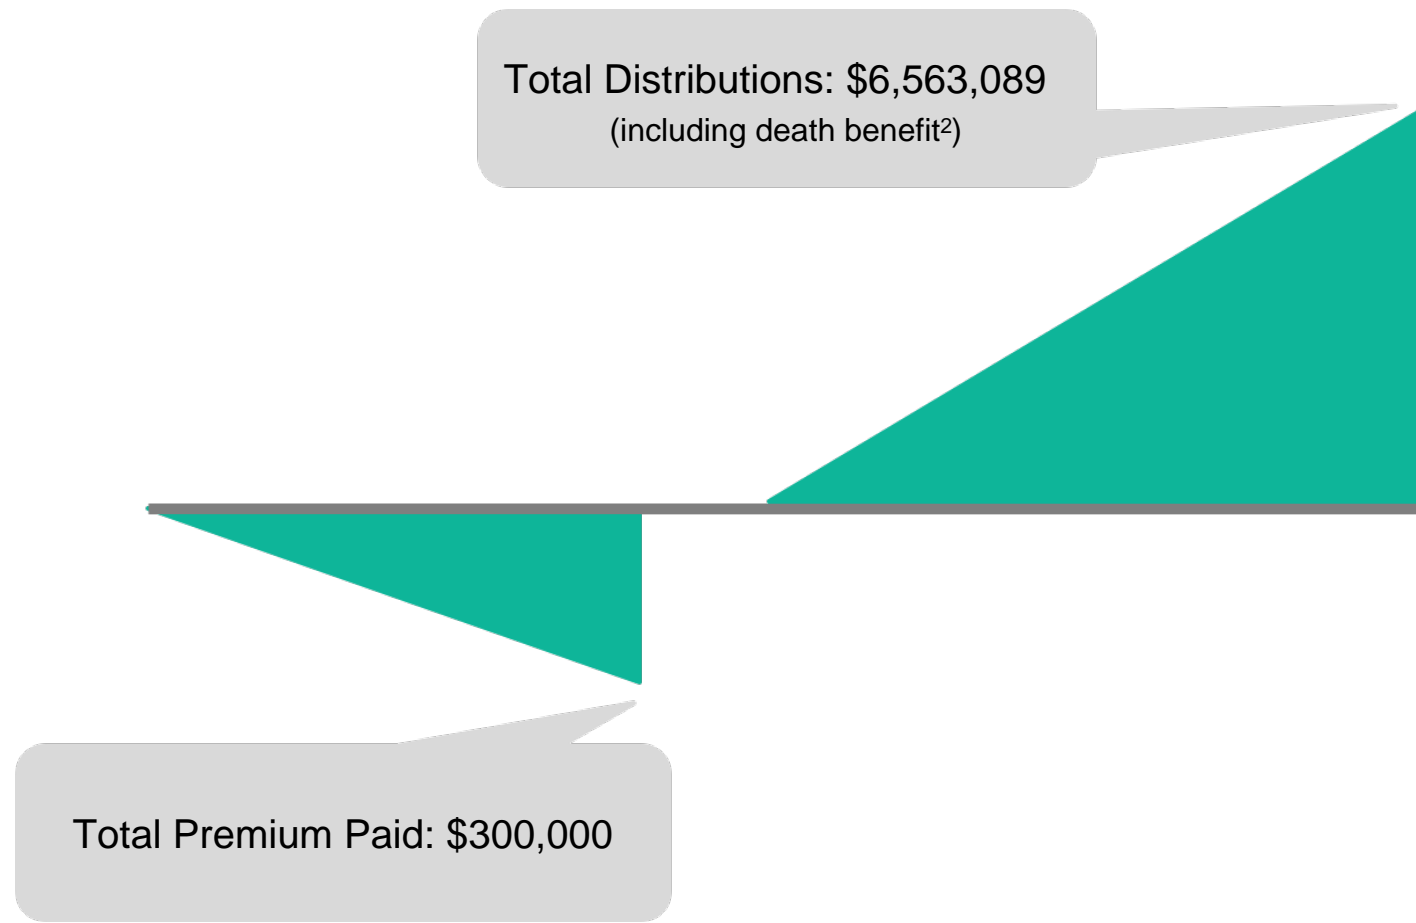 Total Distributions: $6,563,089
(including death benefit²)
Total Premium Paid: $300,000